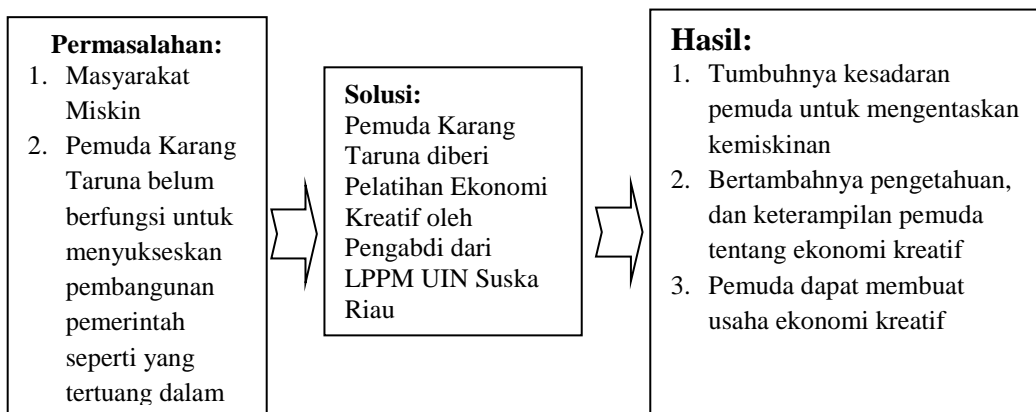 Permasalahan:
1. Masyarakat
Miskin
2. Pemuda Karang
Taruna belum
berfungsi untuk
menyukseskan
pembangunan
pemerintah
seperti yang
tertuang dalam
Solusi:
Pemuda Karang
Taruna diberi
Pelatihan Ekonomi
Kreatif oleh
Pengabdi dari
LPPM UIN Suska
Riau
Hasil:
1. Tumbuhnya kesadaran
pemuda untuk mengentaskan
kemiskinan
2. Bertambahnya pengetahuan,
dan keterampilan pemuda
tentang ekonomi kreatif
3. Pemuda dapat membuat
usaha ekonomi kreatif